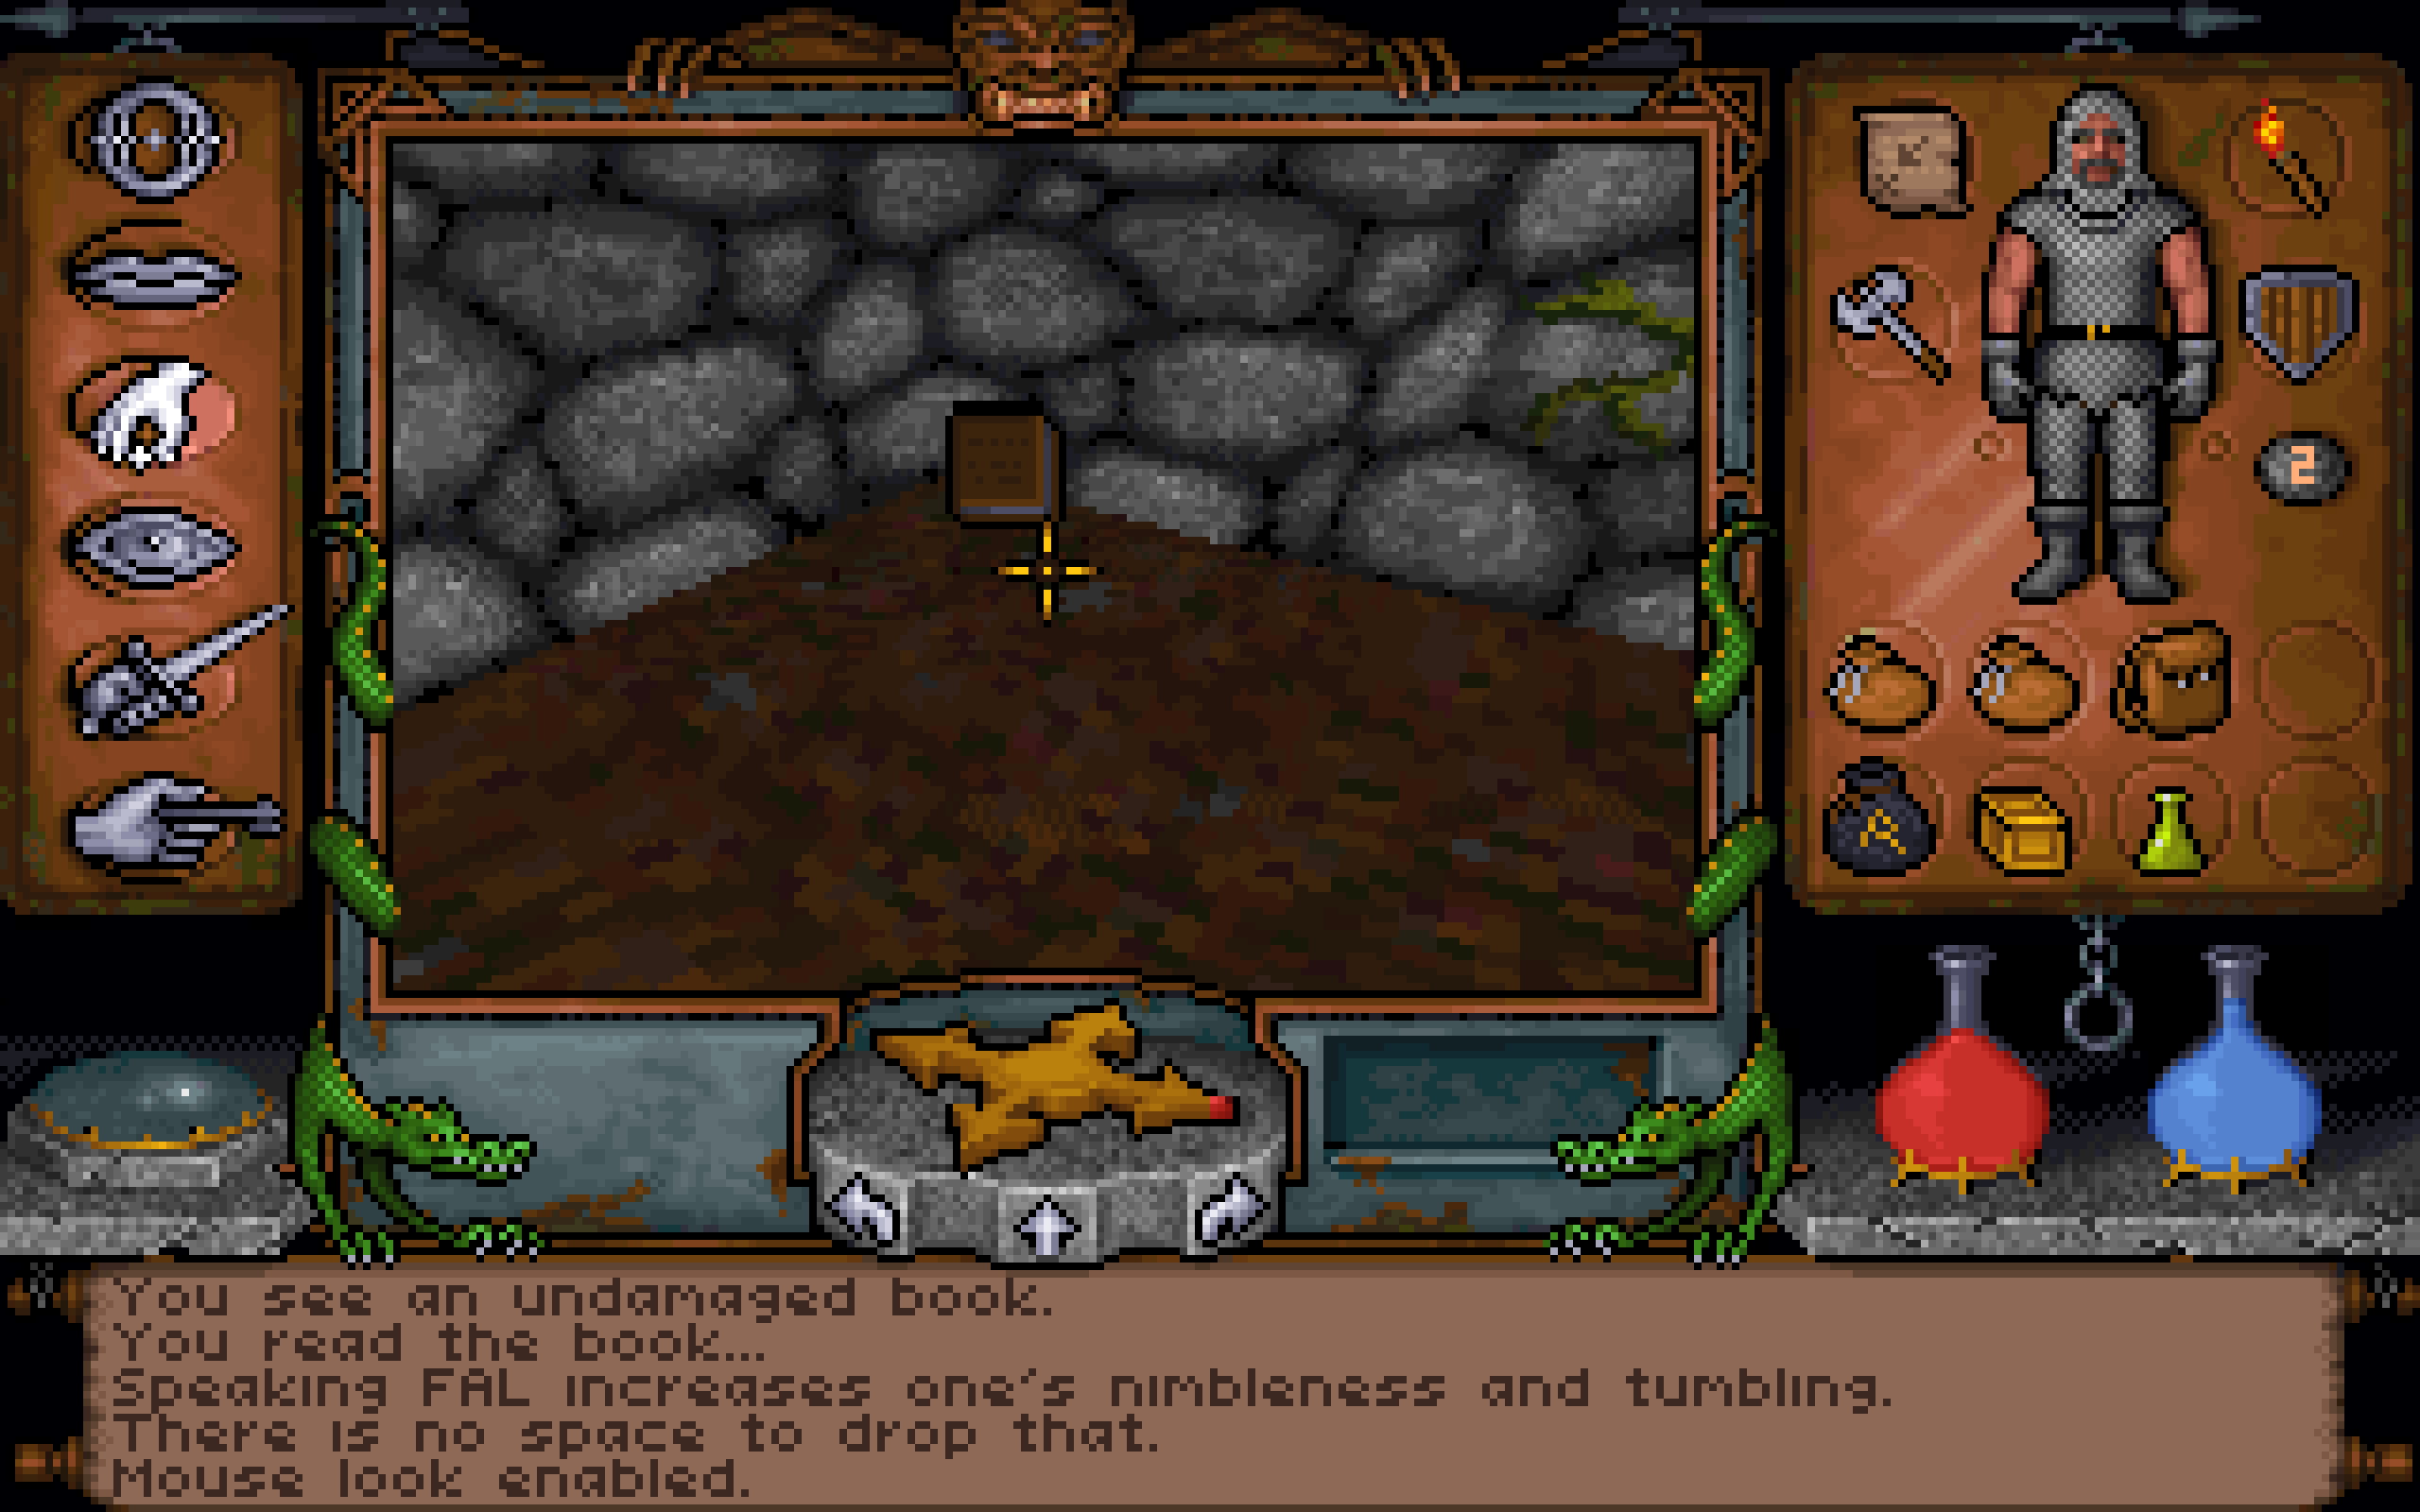 2
You see an undamaged book.
You read the book...
Speaking FAL increases one's nimbleness and tumbling.
There is no space to drop that.
Mouse look enabled.